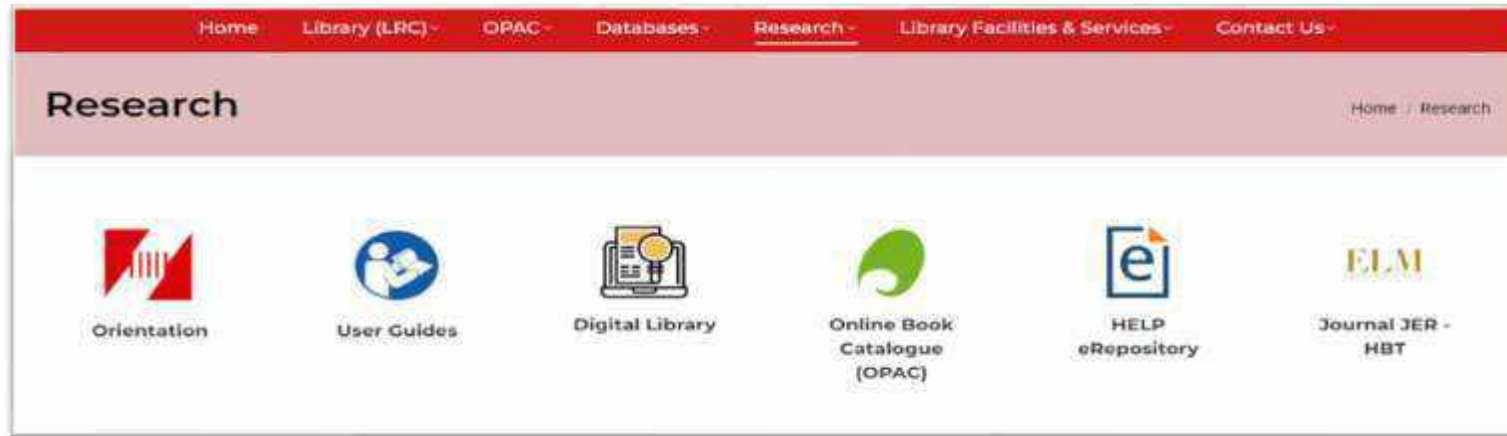 Home Library (LRC) OPAC Databases Research Library Facilities & Services Contact Us
Research
Home / Research
ELM
Orientation
User Guides
Digital Library
Online Book
Catalogue
(OPAC)
HELP
eRepository
Journal JER -
HBT